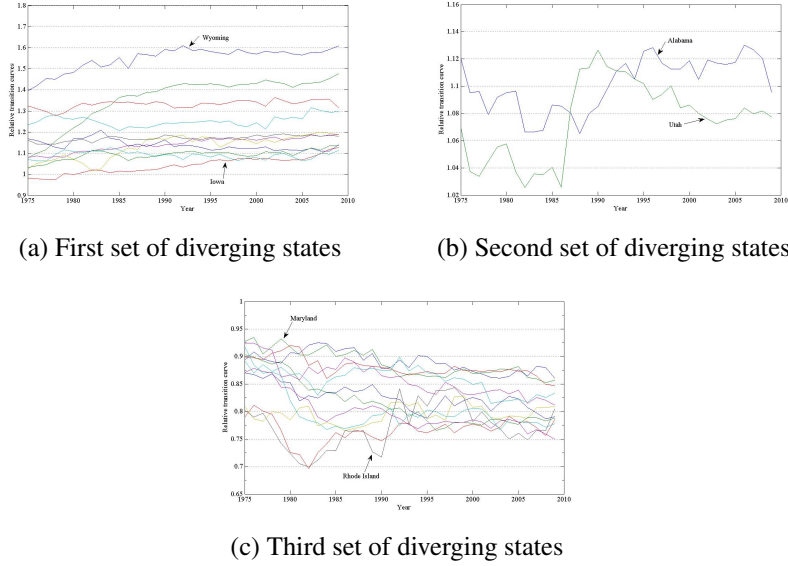 1.8
1.7
1.6
1.5
1.4
1.3
1.2
1.1
1
0.9
Relative transition curves
Wyoming
Iowa
1975 1980 1985 1990 1995 2000 2005 2010
Year
(a) First set of diverging states
1.16
1.14
1.12
1.1
1.08
1.06
1.04
1.02
Relative transition curves
Alabama
Utah
1975 1980 1985 1990 1995 2000 2005 2010
Year
(b) Second set of diverging states
1
0.95
0.9
0.85
0.8
0.75
0.7
0.65
Relative transition curve
Maryland
Rhode Island
1975 1980 1985 1990 1995 2000 2005 2010
Year
(c) Third set of diverging states